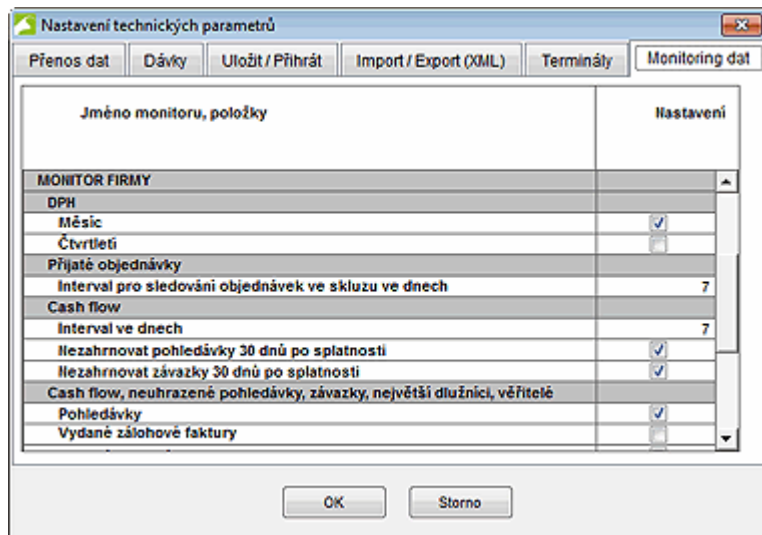 Nastavení technických parametrů
Přenos dat Dávky Uložit / Přihrát Import / Export (XML) Terminály Monitoring dat
Jméno monitoru, položky Nastavení
MONITOR FIRMY
DPH
Měsíc
Čtvrtletí
Přijaté objednávky
Interval pro sledování objednávek ve skluzu ve dnech 7
Cash flow
Interval ve dnech 7
Nezahrnovat pohledávky 30 dnů po splatnosti
Nezahrnovat závazky 30 dnů po splatnosti
Cash flow, neuhrazené pohledávky, závazky, největší dlužníci, věřitelé
Pohledávky
Vydané zálohové faktury
OK Storno